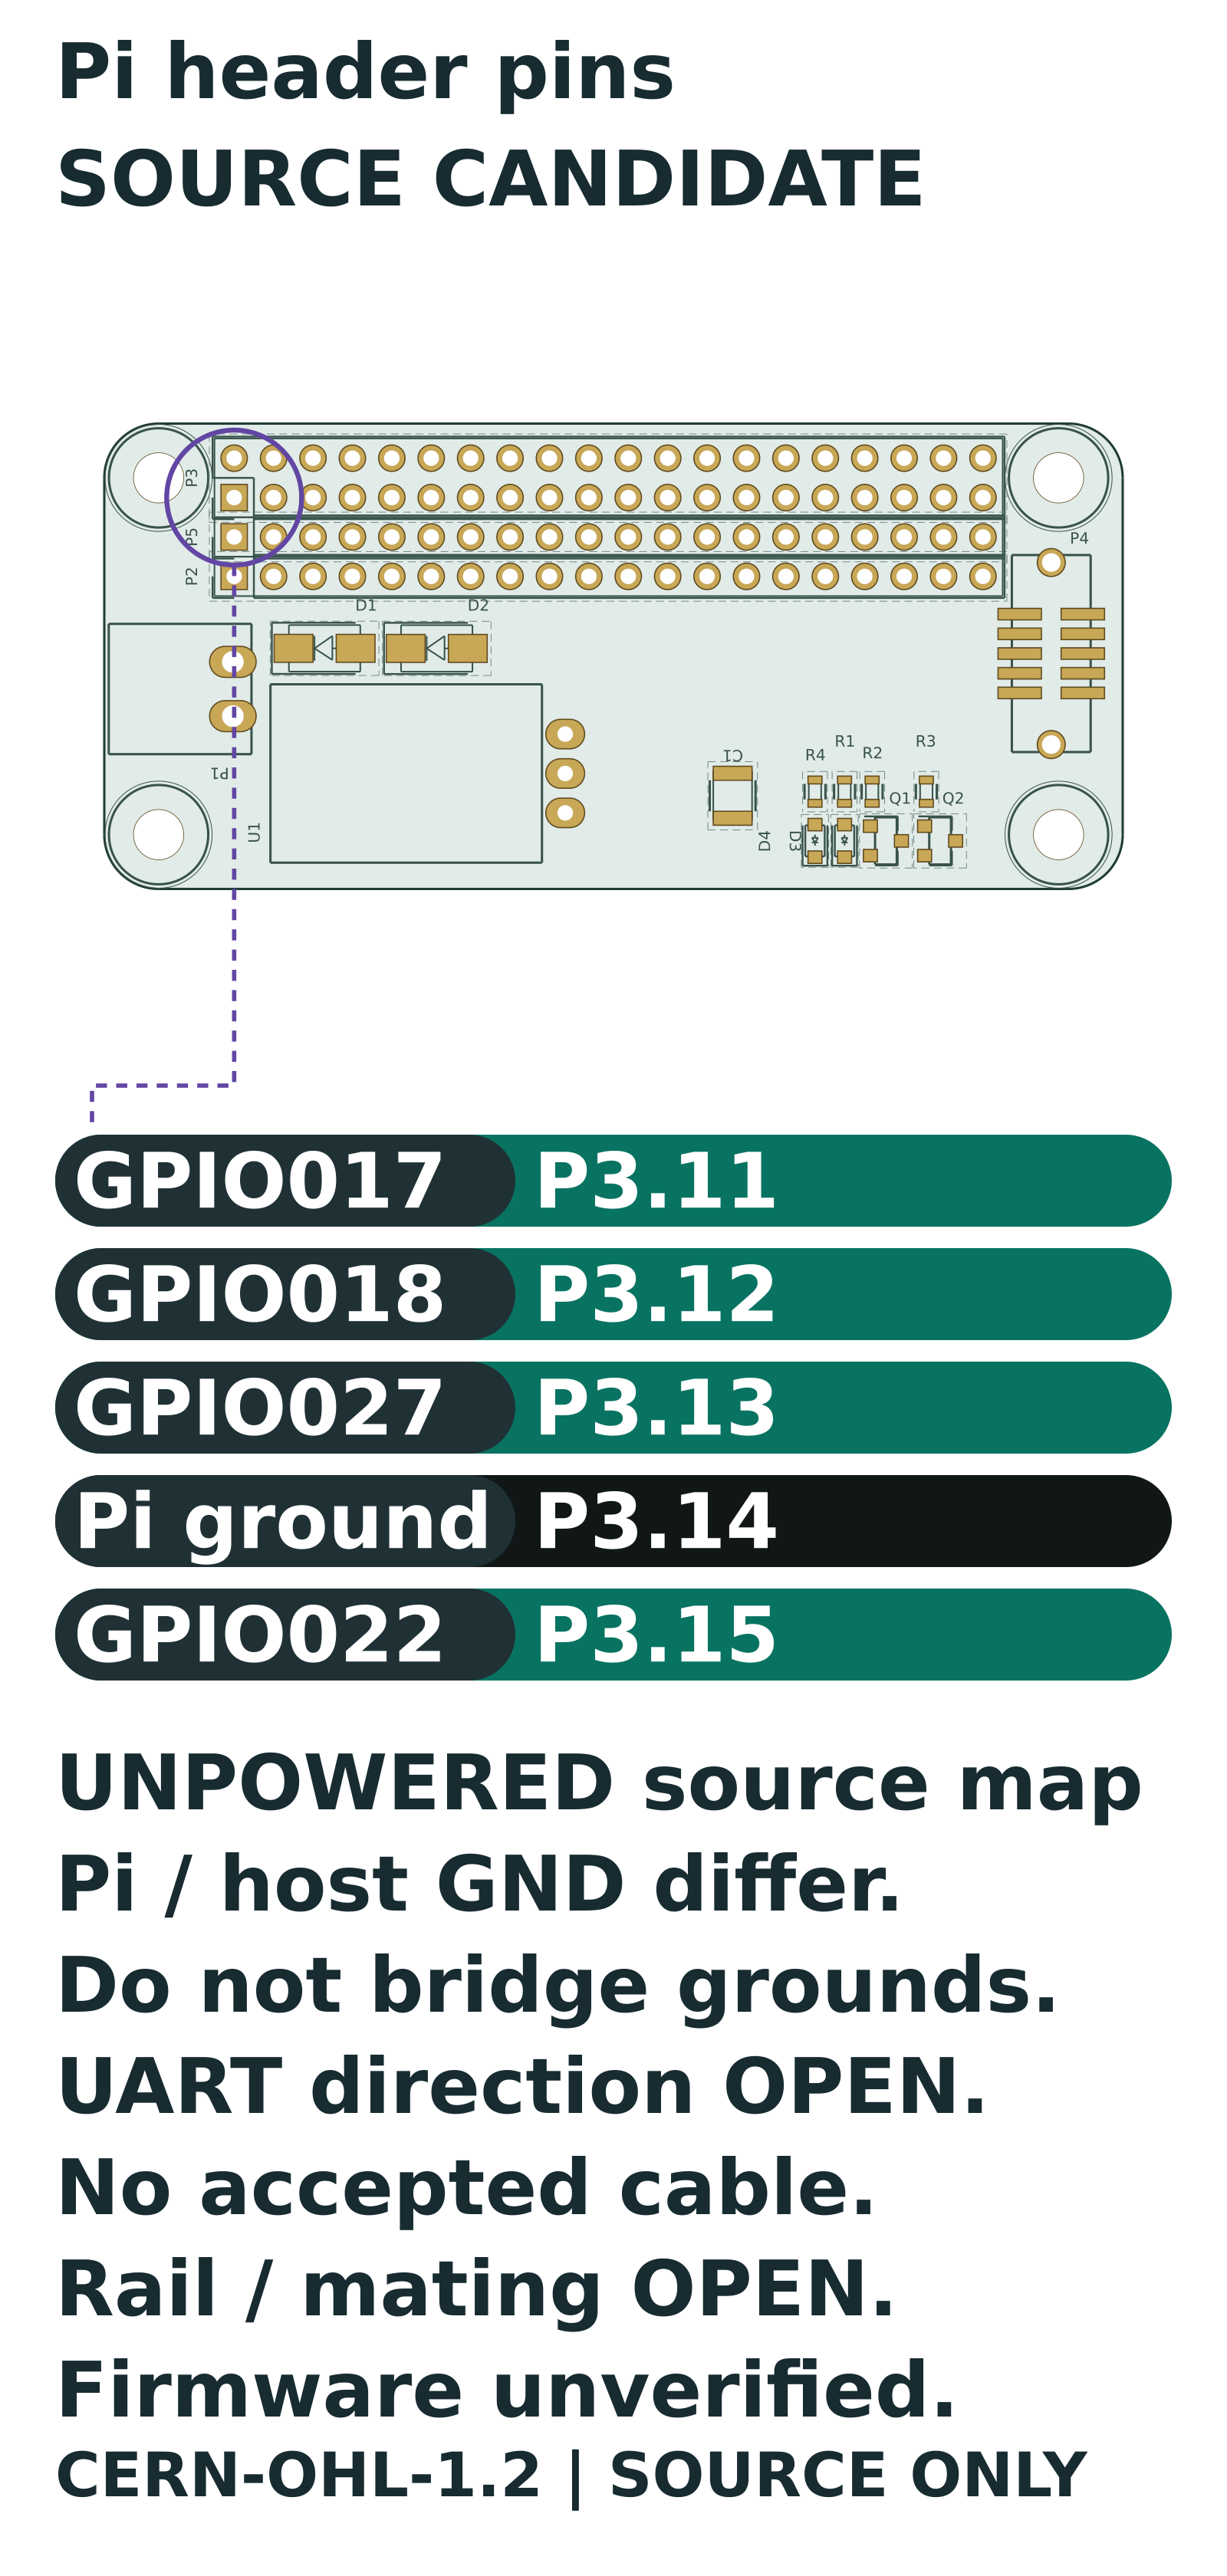 Pi header pins
SOURCE CANDIDATE
P3
P5
P2
P4
D1 D2
P1
U1
C1
D4
D3
R4
R1
R2
R3
Q1
Q2
GPIO017 P3.11
GPIO018 P3.12
GPIO027 P3.13
Pi ground P3.14
GPIO022 P3.15
UNPOWERED source map
Pi / host GND differ.
Do not bridge grounds.
UART direction OPEN.
No accepted cable.
Rail / mating OPEN.
Firmware unverified.
CERN-OHL-1.2 | SOURCE ONLY